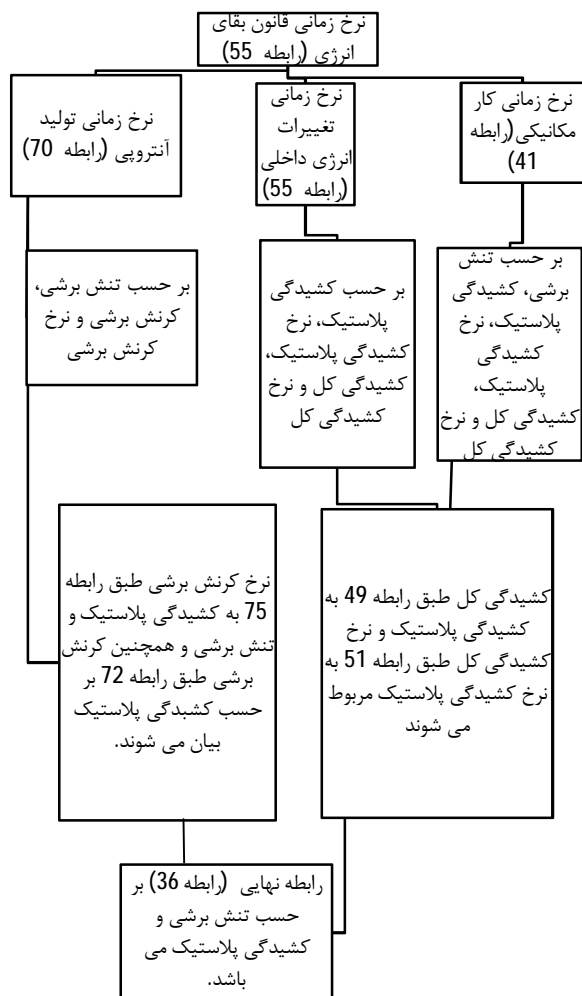 نرخ زمانی قانون بقای
انرژی (رابطه 55)
نرخ زمانی کار
مکانیکی(رابطه
41)
نرخ زمانی
تغییرات
انرژی داخلی
(رابطه 55)
نرخ زمانی تولید
آنتروپی (رابطه 70)
بر حسب تنش
برشی، کشیدگی
پلاستیک، نرخ
کشیدگی
پلاستیک،
کشیدگی کل و نرخ
کشیدگی کل
بر حسب کشیدگی
پلاستیک، نرخ
کشیدگی پلاستیک،
کشیدگی کل و نرخ
کشیدگی کل
بر حسب تنش برشی،
کرنش برشی و نرخ
کرنش برشی
کشیدگی کل طبق رابطه 49 به
کشیدگی پلاستیک و نرخ
کشیدگی کل طبق رابطه 51 به
نرخ کشیدگی پلاستیک مربوط
می شوند
نرخ کرنش برشی طبق رابطه
75 به کشیدگی پلاستیک و
تنش برشی و همچنین کرنش
برشی طبق رابطه 72 بر
حسب کشبدگی پلاستیک
بیان می شوند.
رابطه نهایی (رابطه 36) بر
حسب تنش برشی و
کشیدگی پلاستیک می
باشد.